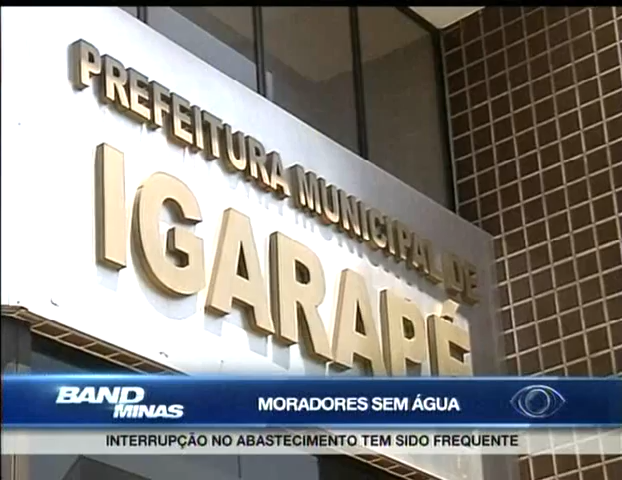 PREFEITURA MUNICIPAL DE
IGARAPÉ
BAND
MINAS
MORADORES SEM ÁGUA
INTERRUPÇÃO NO ABASTECIMENTO TEM SIDO FREQUENTE